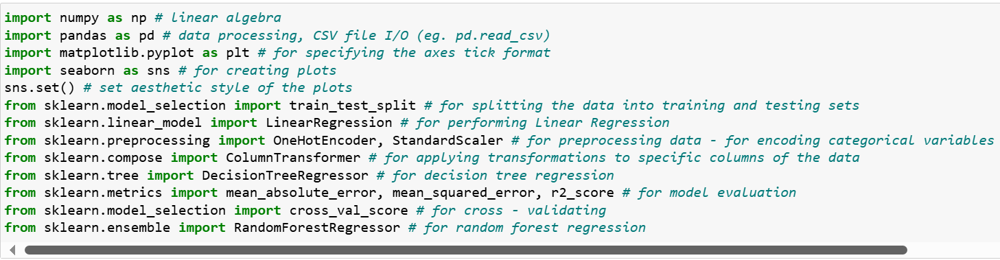 import numpy as np # linear algebra
import pandas as pd # data processing, CSV file I/O (eg. pd.read_csv)
import matplotlib.pyplot as plt # for specifying the axes tick format
import seaborn as sns # for creating plots
sns.set() # set aesthetic style of the plots
from sklearn.model_selection import train_test_split # for splitting the data into training and testing sets
from sklearn.linear_model import LinearRegression # for performing Linear Regression
from sklearn.preprocessing import OneHotEncoder, StandardScaler # for preprocessing data - for encoding categorical variables
from sklearn.compose import ColumnTransformer # for applying transformations to specific columns of the data
from sklearn.tree import DecisionTreeRegressor # for decision tree regression
from sklearn.metrics import mean_absolute_error, mean_squared_error, r2_score # for model evaluation
from sklearn.model_selection import cross_val_score # for cross - validating
from sklearn.ensemble import RandomForestRegressor # for random forest regression